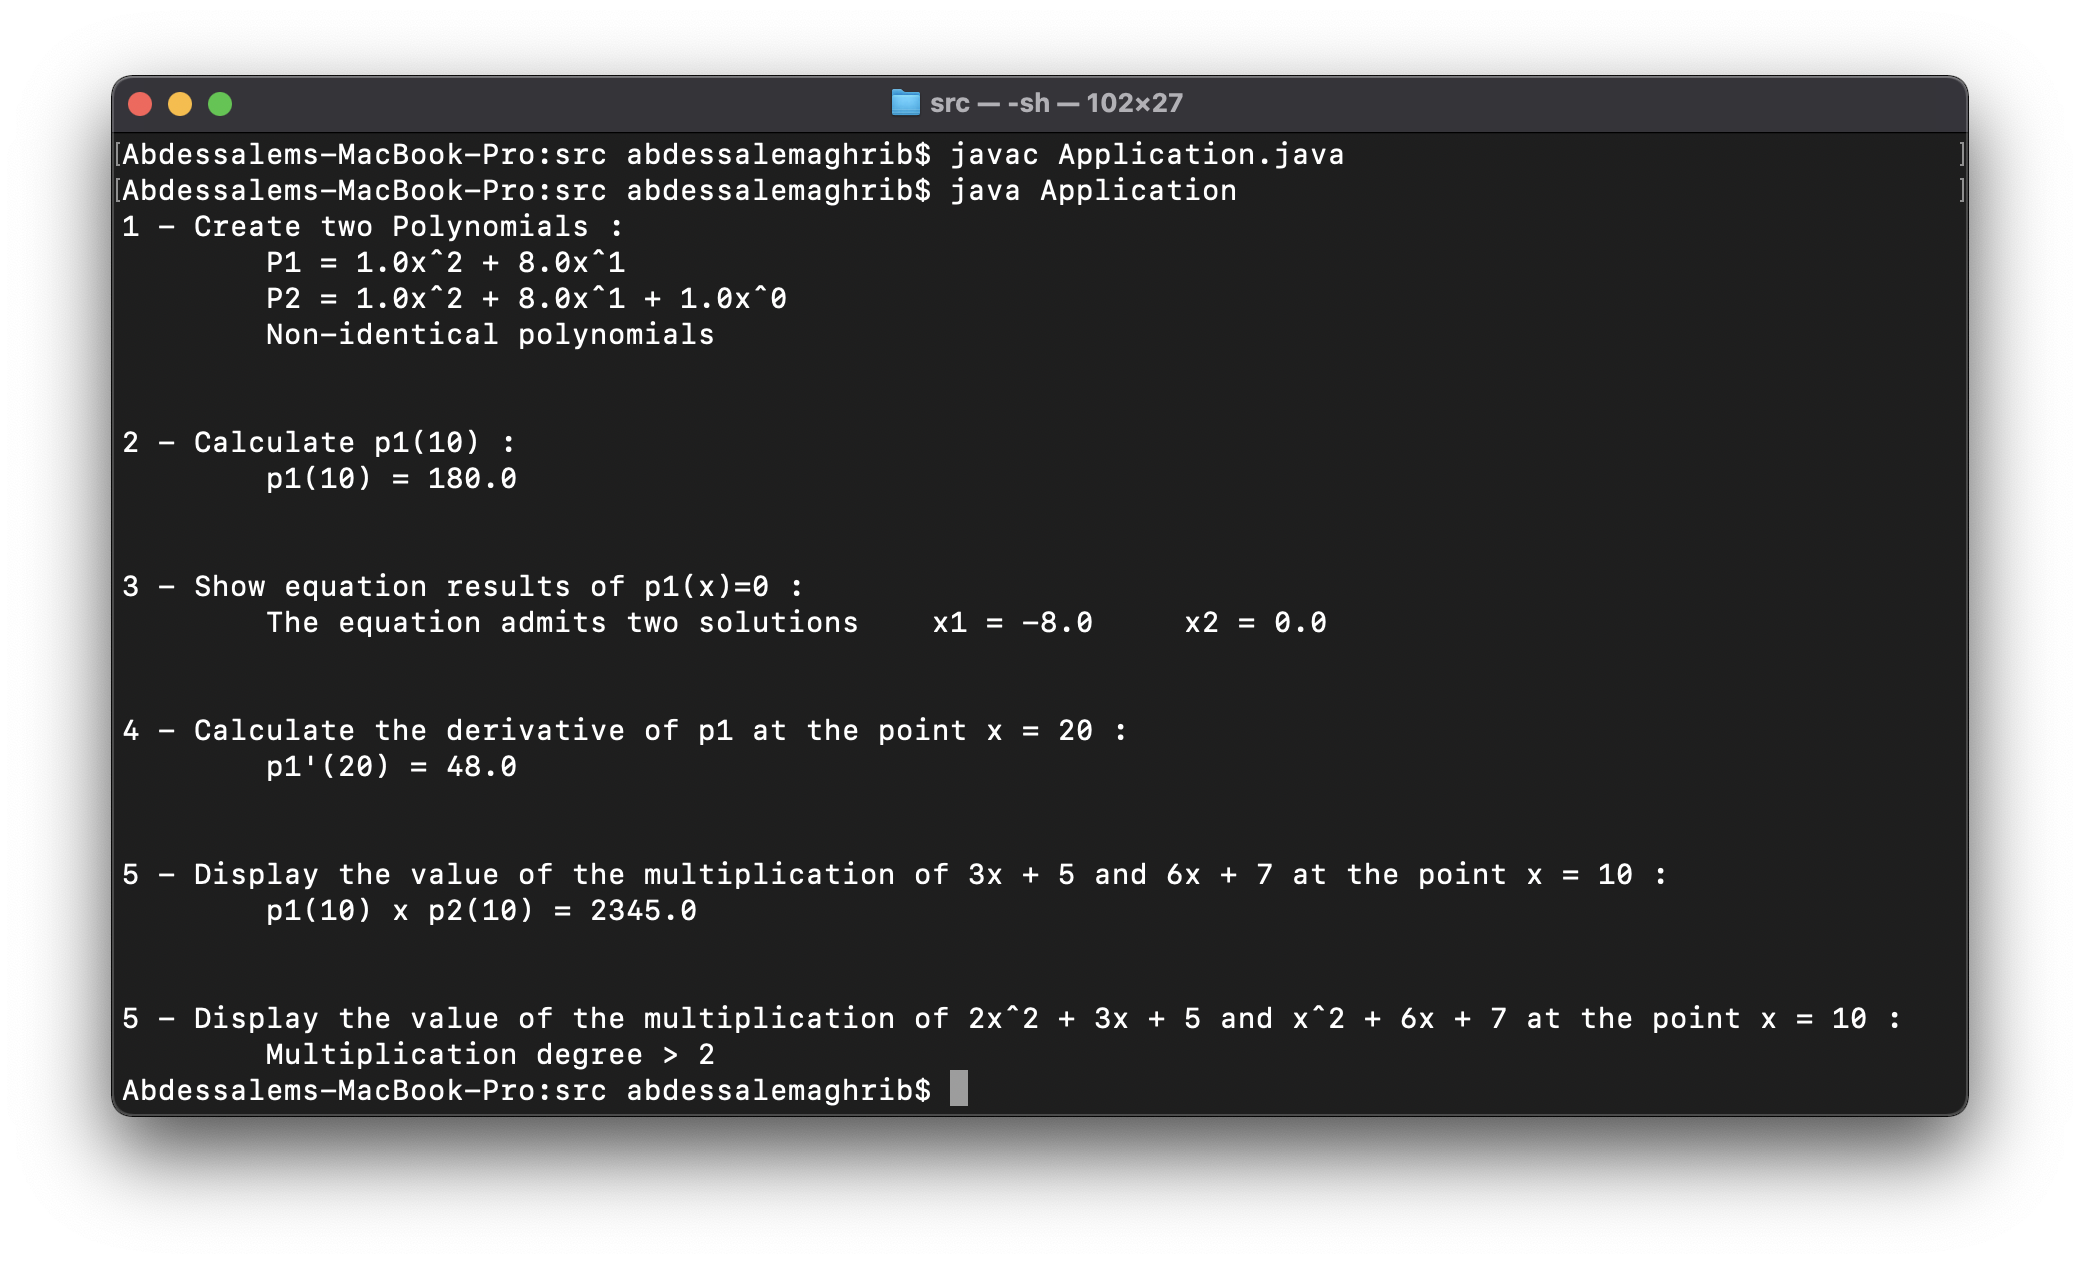 src — -sh — 102×27
[Abdessalems-MacBook-Pro:src abdessalemaghrib$ javac Application.java ]
[Abdessalems-MacBook-Pro:src abdessalemaghrib$ java Application ]
1 - Create two Polynomials :
P1 = 1.0x^2 + 8.0x^1
P2 = 1.0x^2 + 8.0x^1 + 1.0x^0
Non-identical polynomials
2 - Calculate p1(10) :
p1(10) = 180.0
3 - Show equation results of p1(x)=0 :
The equation admits two solutions x1 = -8.0 x2 = 0.0
4 - Calculate the derivative of p1 at the point x = 20 :
p1'(20) = 48.0
5 - Display the value of the multiplication of 3x + 5 and 6x + 7 at the point x = 10 :
p1(10) x p2(10) = 2345.0
5 - Display the value of the multiplication of 2x^2 + 3x + 5 and x^2 + 6x + 7 at the point x = 10 :
Multiplication degree > 2
Abdessalems-MacBook-Pro:src abdessalemaghrib$